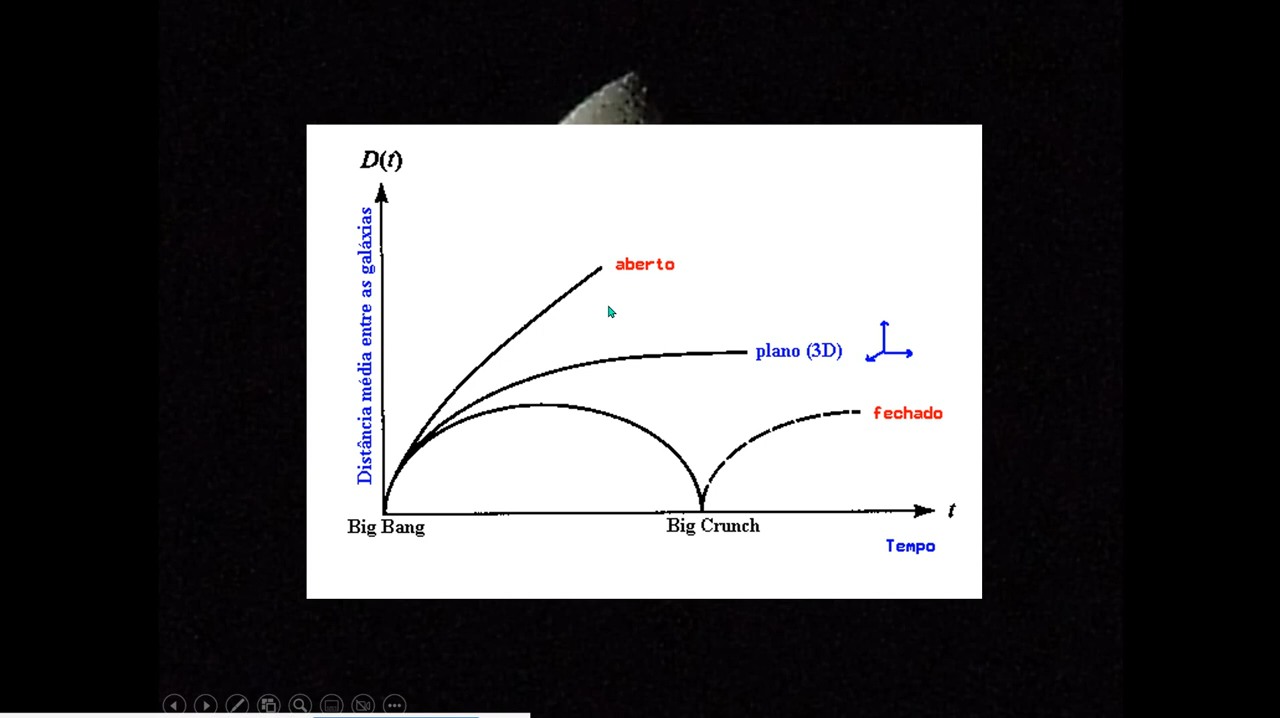 D(t)
Distância média entre as galáxias
aberto
plano (3D)
fechado
Big Bang
Big Crunch
t
Tempo